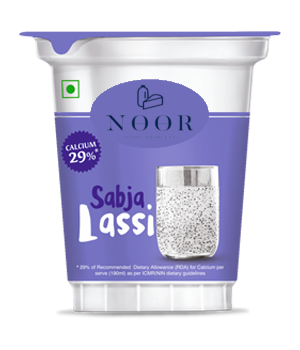 NOOR
CALCIUM
29%*
Sabja
Lassi
* 29% of Recommended Dietary Allowance (RDA) for Calcium per
serve (190ml) as per ICMR/NIN dietary guidelines